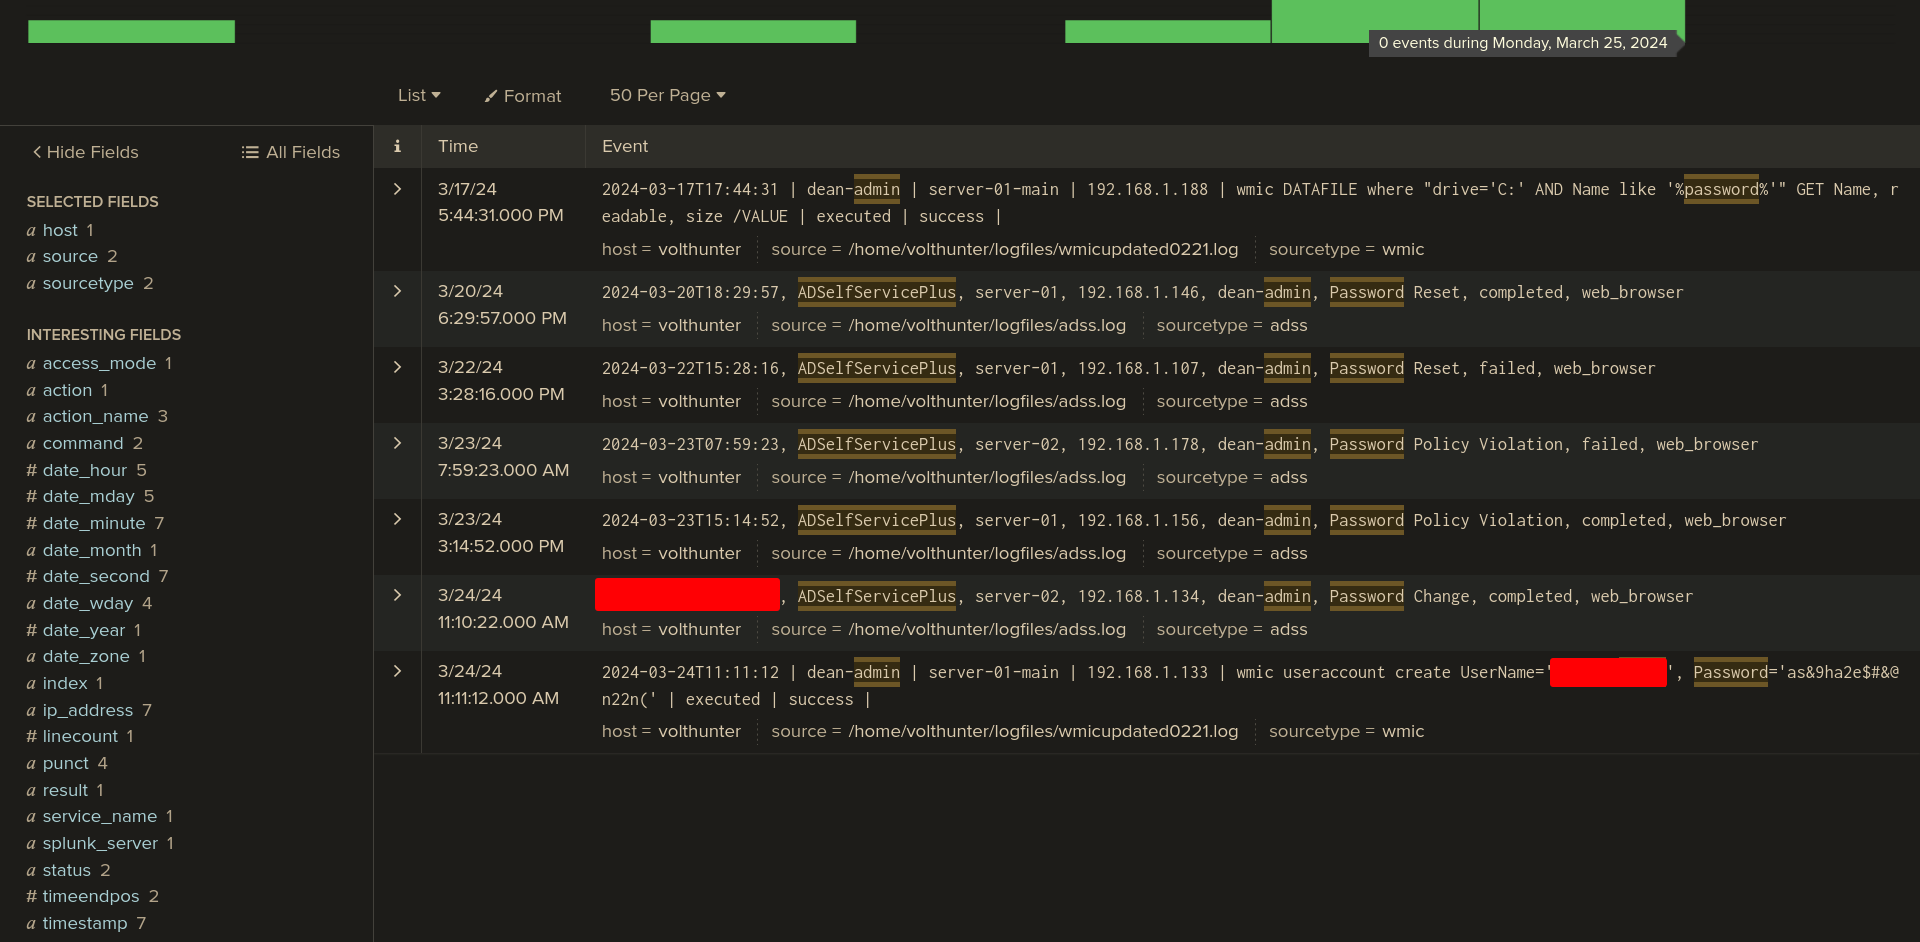 0 events during Monday, March 25, 2024
List
Format
50 Per Page
Hide Fields
All Fields
SELECTED FIELDS
a host 1
a source 2
a sourcetype 2
INTERESTING FIELDS
a access_mode 1
a action 1
a action_name 3
a command 2
# date_hour 5
# date_mday 5
# date_minute 7
a date_month 1
# date_second 7
a date_wday 4
# date_year 1
a date_zone 1
a index 1
a ip_address 7
# linecount 1
a punct 4
a result 1
a service_name 1
a splunk_server 1
a status 2
# timeendpos 2
a timestamp 7
i Time Event
3/17/24
5:44:31.000 PM
2024-03-17T17:44:31 | dean-admin | server-01-main | 192.168.1.188 | wmic DATAFILE where "drive='C:' AND Name like '%password%'" GET Name, r
eadable, size /VALUE | executed | success |
host = volthunter source = /home/volthunter/logfiles/wmicupdated0221.log sourcetype = wmic
3/20/24
6:29:57.000 PM
2024-03-20T18:29:57, ADSelfServicePlus, server-01, 192.168.1.146, dean-admin, Password Reset, completed, web_browser
host = volthunter source = /home/volthunter/logfiles/adss.log sourcetype = adss
3/22/24
3:28:16.000 PM
2024-03-22T15:28:16, ADSelfServicePlus, server-01, 192.168.1.107, dean-admin, Password Reset, failed, web_browser
host = volthunter source = /home/volthunter/logfiles/adss.log sourcetype = adss
3/23/24
7:59:23.000 AM
2024-03-23T07:59:23, ADSelfServicePlus, server-02, 192.168.1.178, dean-admin, Password Policy Violation, failed, web_browser
host = volthunter source = /home/volthunter/logfiles/adss.log sourcetype = adss
3/23/24
3:14:52.000 PM
2024-03-23T15:14:52, ADSelfServicePlus, server-01, 192.168.1.156, dean-admin, Password Policy Violation, completed, web_browser
host = volthunter source = /home/volthunter/logfiles/adss.log sourcetype = adss
3/24/24
11:10:22.000 AM
, ADSelfServicePlus, server-02, 192.168.1.134, dean-admin, Password Change, completed, web_browser
host = volthunter source = /home/volthunter/logfiles/adss.log sourcetype = adss
3/24/24
11:11:12.000 AM
2024-03-24T11:11:12 | dean-admin | server-01-main | 192.168.1.133 | wmic useraccount create UserName='', Password='as&9ha2e$#&@
n22n(' | executed | success |
host = volthunter source = /home/volthunter/logfiles/wmicupdated0221.log sourcetype = wmic